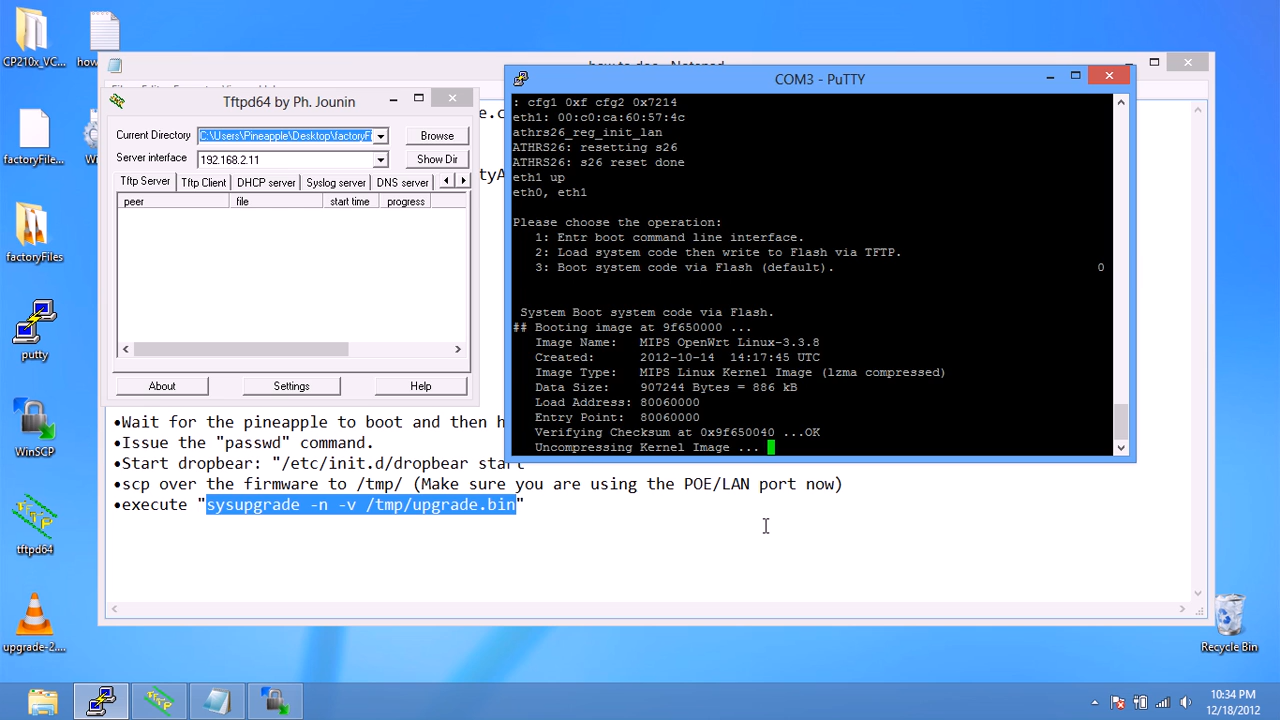 CP210x_VC...
how
factoryFil...
Wi
factoryFiles
putty
WinSCP
tftpd64
upgrade-2....
Recycle Bin
how to doc - Notepad
Tftpd64 by Ph. Jounin
Current Directory C:\Users\Pineapple\Desktop\factoryF Browse
Server interface 192.168.2.11 Show Dir
Tftp Server Tftp Client DHCP server Syslog server DNS server
peer file start time progress
About Settings Help
COM3 - PuTTY
: cfg1 0xf cfg2 0x7214
eth1: 00:c0:ca:60:57:4c
athrs26_reg_init_lan
ATHRS26: resetting s26
ATHRS26: s26 reset done
eth1 up
eth0, eth1
Please choose the operation:
1: Entr boot command line interface.
2: Load system code then write to Flash via TFTP.
3: Boot system code via Flash (default). 0
System Boot system code via Flash.
## Booting image at 9f650000 ...
Image Name: MIPS OpenWrt Linux-3.3.8
Created: 2012-10-14 14:17:45 UTC
Image Type: MIPS Linux Kernel Image (lzma compressed)
Data Size: 907244 Bytes = 886 kB
Load Address: 80060000
Entry Point: 80060000
Verifying Checksum at 0x9f650040 ...OK
Uncompressing Kernel Image ...
•Wait for the pineapple to boot and then h
•Issue the "passwd" command.
•Start dropbear: "/etc/init.d/dropbear start"
•scp over the firmware to /tmp/ (Make sure you are using the POE/LAN port now)
•execute "sysupgrade -n -v /tmp/upgrade.bin"
10:34 PM
12/18/2012